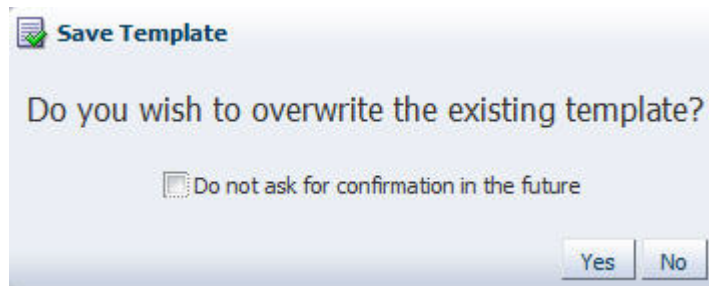 Save Template
Do you wish to overwrite the existing template?
Do not ask for confirmation in the future
Yes No